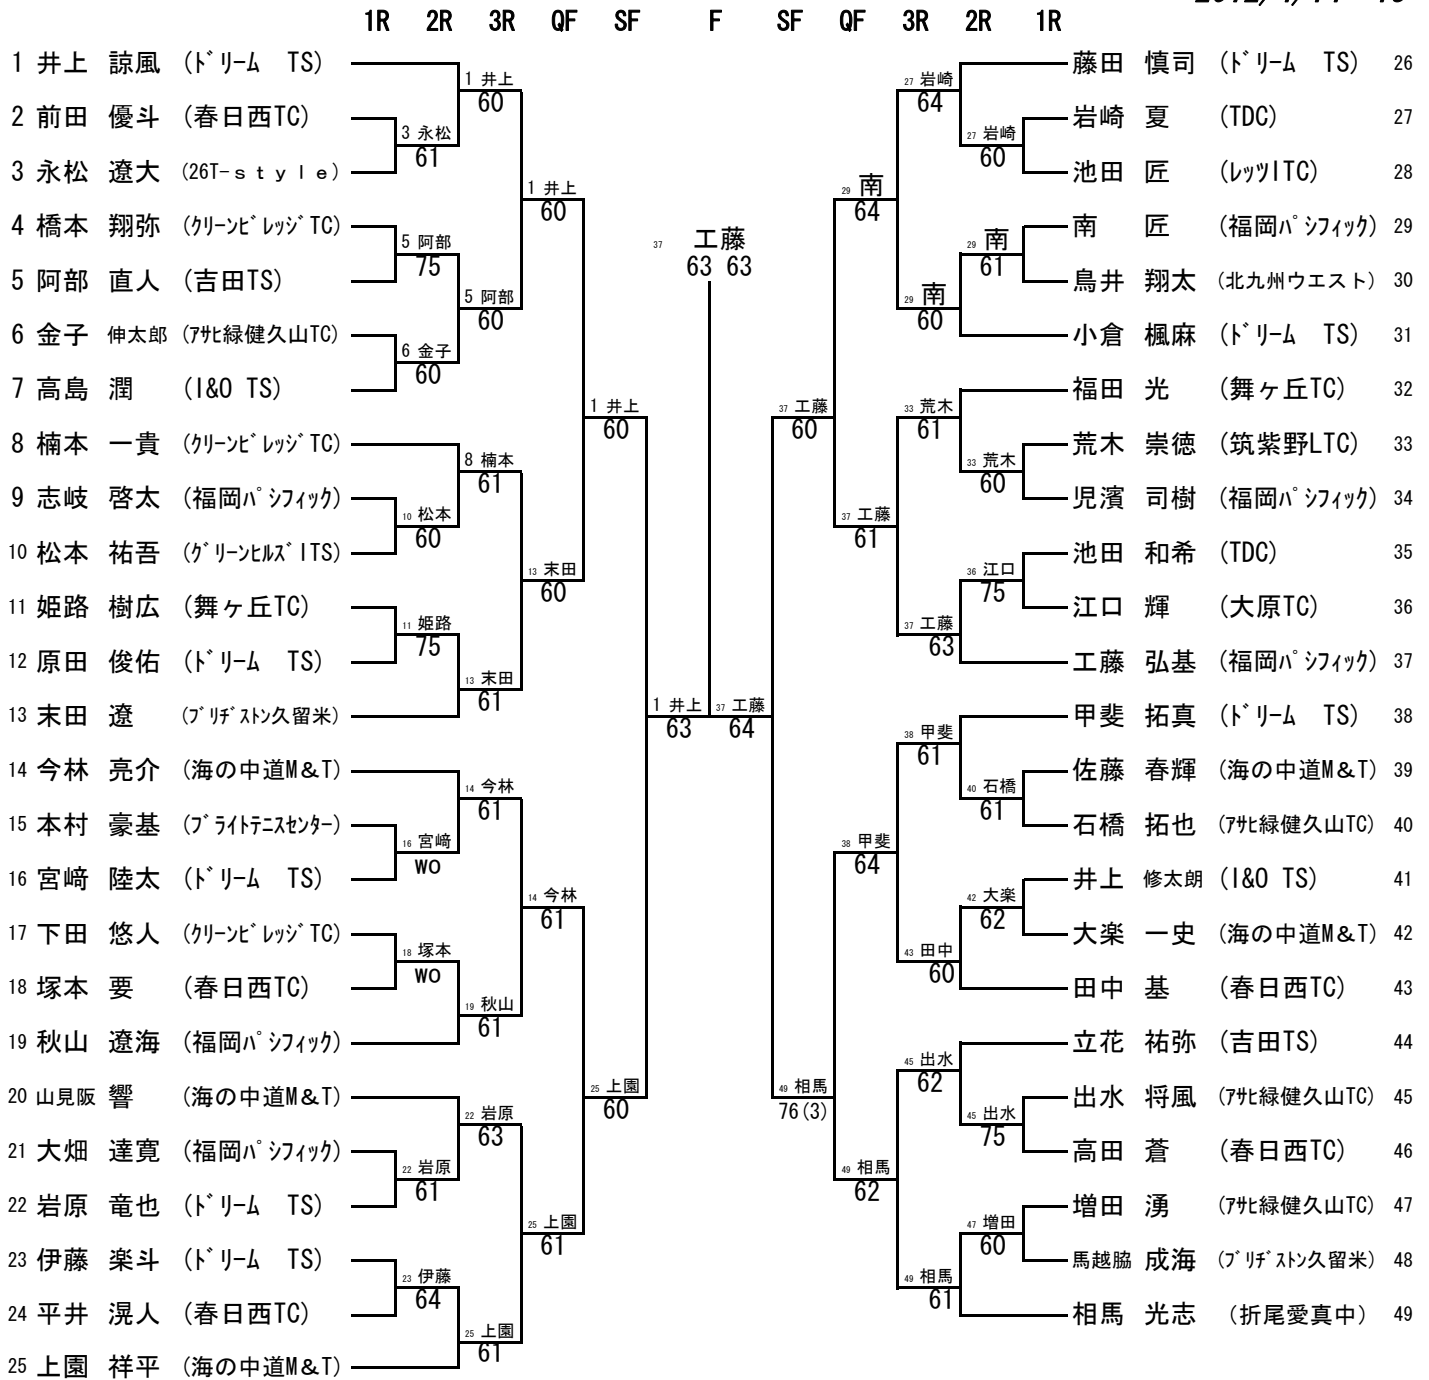 1R 2R 3R QF SF F SF QF 3R 2R 1R
1 井上 諒風 (ﾄﾞﾘｰﾑ TS)
2 前田 優斗 (春日西TC)
3 永松 遼大 (26T-ｓｔｙｌｅ)
4 橋本 翔弥 (ｸﾘｰﾝﾋﾞﾚｯｼﾞTC)
5 阿部 直人 (吉田TS)
6 金子 伸太郎 (ｱｻﾋ緑健久山TC)
7 高島 潤 (I&O TS)
8 楠本 一貴 (ｸﾘｰﾝﾋﾞﾚｯｼﾞTC)
9 志岐 啓太 (福岡ﾊﾟｼﾌｨｯｸ)
10 松本 祐吾 (ｸﾞﾘｰﾝﾋﾙｽﾞITS)
11 姫路 樹広 (舞ヶ丘TC)
12 原田 俊佑 (ﾄﾞﾘｰﾑ TS)
13 末田 遼 (ﾌﾞﾘﾁﾞｽﾄﾝ久留米)
14 今林 亮介 (海の中道M＆T)
15 本村 豪基 (ﾌﾞﾗｲﾄﾃﾆｽｾﾝﾀｰ)
16 宮﨑 陸太 (ﾄﾞﾘｰﾑ TS)
17 下田 悠人 (ｸﾘｰﾝﾋﾞﾚｯｼﾞTC)
18 塚本 要 (春日西TC)
19 秋山 遼海 (福岡ﾊﾟｼﾌｨｯｸ)
20 山見阪 響 (海の中道M＆T)
21 大畑 達寛 (福岡ﾊﾟｼﾌｨｯｸ)
22 岩原 竜也 (ﾄﾞﾘｰﾑ TS)
23 伊藤 楽斗 (ﾄﾞﾘｰﾑ TS)
24 平井 滉人 (春日西TC)
25 上園 祥平 (海の中道M＆T)
3 永松
61
5 阿部
75
6 金子
60
10 松本
60
11 姫路
75
16 宮﨑
wo
18 塚本
wo
22 岩原
61
23 伊藤
64
1 井上
60
5 阿部
60
8 楠本
61
13 末田
61
14 今林
61
19 秋山
61
22 岩原
63
25 上園
61
1 井上
60
13 末田
60
14 今林
61
25 上園
61
1 井上
60
25 上園
60
1 井上
63
37 工藤
63 63
37 工藤
64
37 工藤
60
49 相馬
76(3)
29 南
64
37 工藤
61
38 甲斐
64
49 相馬
62
27 岩崎
64
29 南
60
33 荒木
61
37 工藤
63
38 甲斐
61
43 田中
60
45 出水
62
49 相馬
61
27 岩崎
60
29 南
61
33 荒木
60
36 江口
75
40 石橋
61
42 大楽
62
45 出水
75
47 増田
60
藤田 慎司 (ﾄﾞﾘｰﾑ TS) 26
岩崎 夏 (TDC) 27
池田 匠 (ﾚｯﾂITC) 28
南 匠 (福岡ﾊﾟｼﾌｨｯｸ) 29
鳥井 翔太 (北九州ウエスト) 30
小倉 楓麻 (ﾄﾞﾘｰﾑ TS) 31
福田 光 (舞ヶ丘TC) 32
荒木 崇徳 (筑紫野LTC) 33
児濱 司樹 (福岡ﾊﾟｼﾌｨｯｸ) 34
池田 和希 (TDC) 35
江口 輝 (大原TC) 36
工藤 弘基 (福岡ﾊﾟｼﾌｨｯｸ) 37
甲斐 拓真 (ﾄﾞﾘｰﾑ TS) 38
佐藤 春輝 (海の中道M＆T) 39
石橋 拓也 (ｱｻﾋ緑健久山TC) 40
井上 修太朗 (I&O TS) 41
大楽 一史 (海の中道M＆T) 42
田中 基 (春日西TC) 43
立花 祐弥 (吉田TS) 44
出水 将風 (ｱｻﾋ緑健久山TC) 45
高田 蒼 (春日西TC) 46
増田 湧 (ｱｻﾋ緑健久山TC) 47
馬越脇 成海 (ﾌﾞﾘﾁﾞｽﾄﾝ久留米) 48
相馬 光志 (折尾愛真中) 49